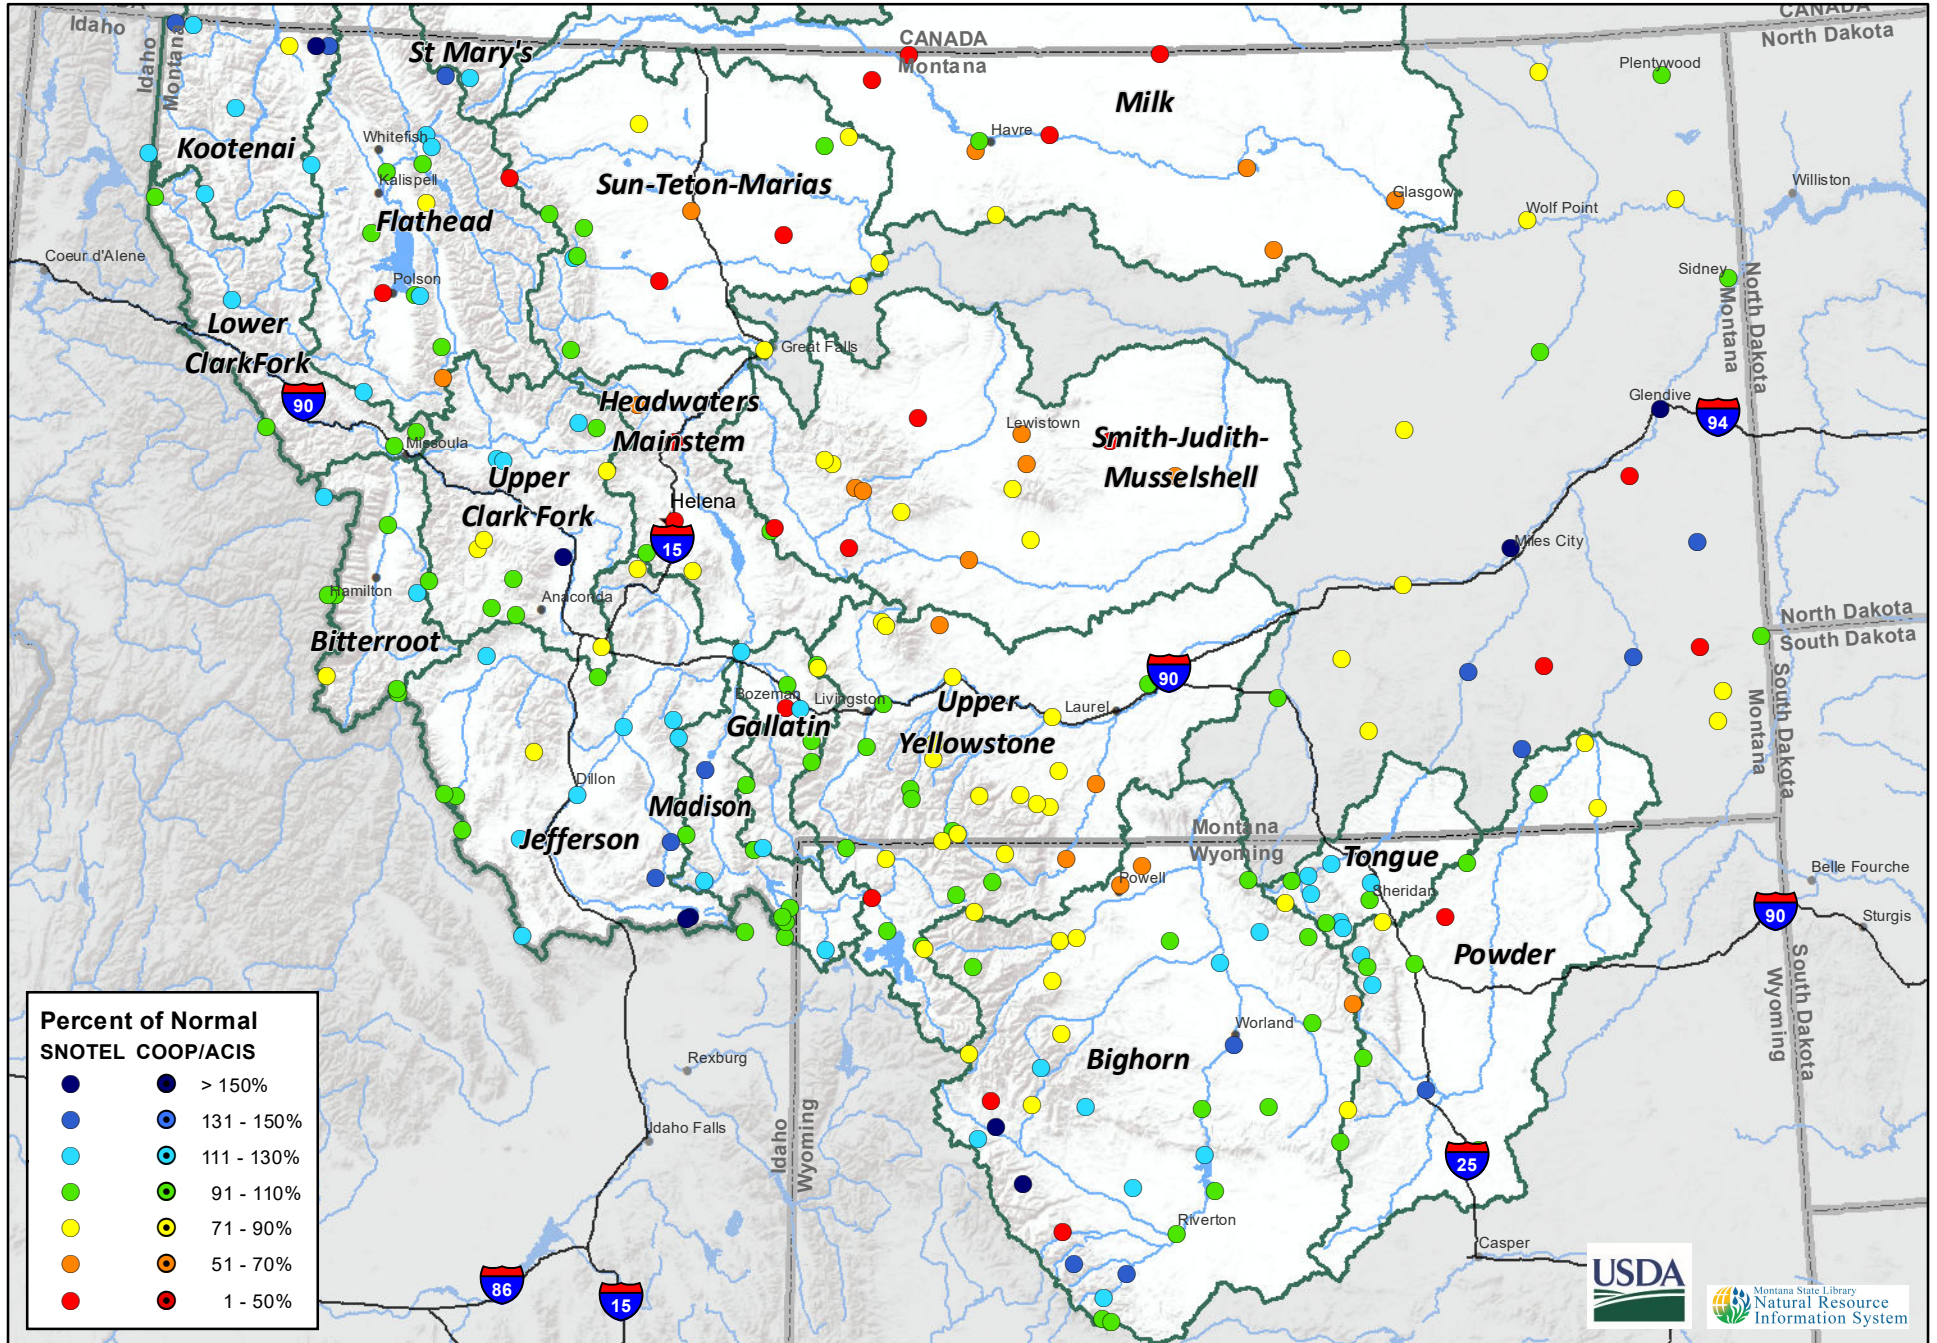 CANADA
Idaho
Idaho
Montana
St Mary's
CANADA
Montana
CANADA
North Dakota
Plentywood
Milk
Havre
Whitefish
Kootenai
Kalispell
Sun-Teton-Marias
Flathead
Glasgow
Wolf Point
Williston
Coeur d'Alene
Polson
Sidney
Montana
North Dakota
Lower
ClarkFork
Great Falls
90
Headwaters
Mainstem
Lewistown
Smith-Judith-
Musselshell
Glendive
94
Missoula
Upper
Clark Fork
Helena
15
Miles City
Hamilton
Anaconda
Bitterroot
North Dakota
South Dakota
Bozeman
Livingston
Gallatin
Upper
Yellowstone
Laurel
90
Montana
South Dakota
Dillon
Madison
Jefferson
Montana
Wyoming
Tongue
Powell
Sheridan
Belle Fourche
90
Sturgis
Powder
South Dakota
Wyoming
Worland
Bighorn
Rexburg
Idaho Falls
Idaho
Wyoming
25
Riverton
Casper
86
15
Percent of Normal
SNOTEL COOP/ACIS
> 150%
131 - 150%
111 - 130%
91 - 110%
71 - 90%
51 - 70%
1 - 50%
USDA
Montana State Library
Natural Resource
Information System